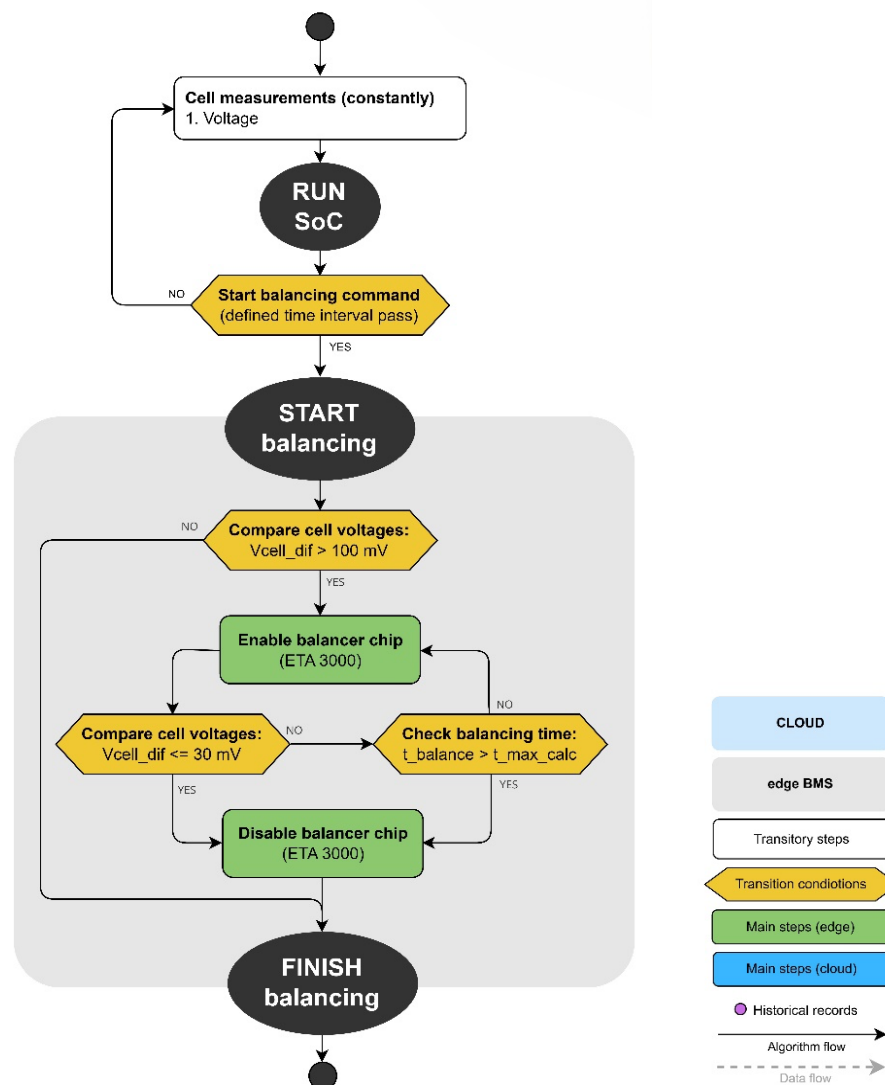 Cell measurements (constantly)
1. Voltage
RUN
SoC
NO
Start balancing command
(defined time interval pass)
YES
START
balancing
NO
Compare cell voltages:
Vcell_dif > 100 mV
YES
Enable balancer chip
(ETA 3000)
NO
Compare cell voltages:
Vcell_dif <= 30 mV
NO
Check balancing time:
t_balance > t_max_calc
YES
YES
Disable balancer chip
(ETA 3000)
FINISH
balancing
CLOUD
edge BMS
Transitory steps
Transition condiotions
Main steps (edge)
Main steps (cloud)
Historical records
Algorithm flow
Data flow